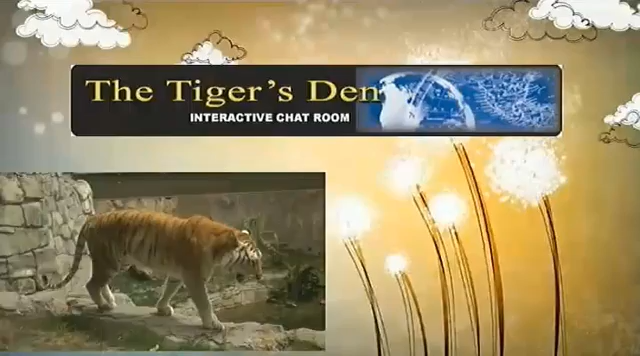 The Tiger's Den
INTERACTIVE CHAT ROOM